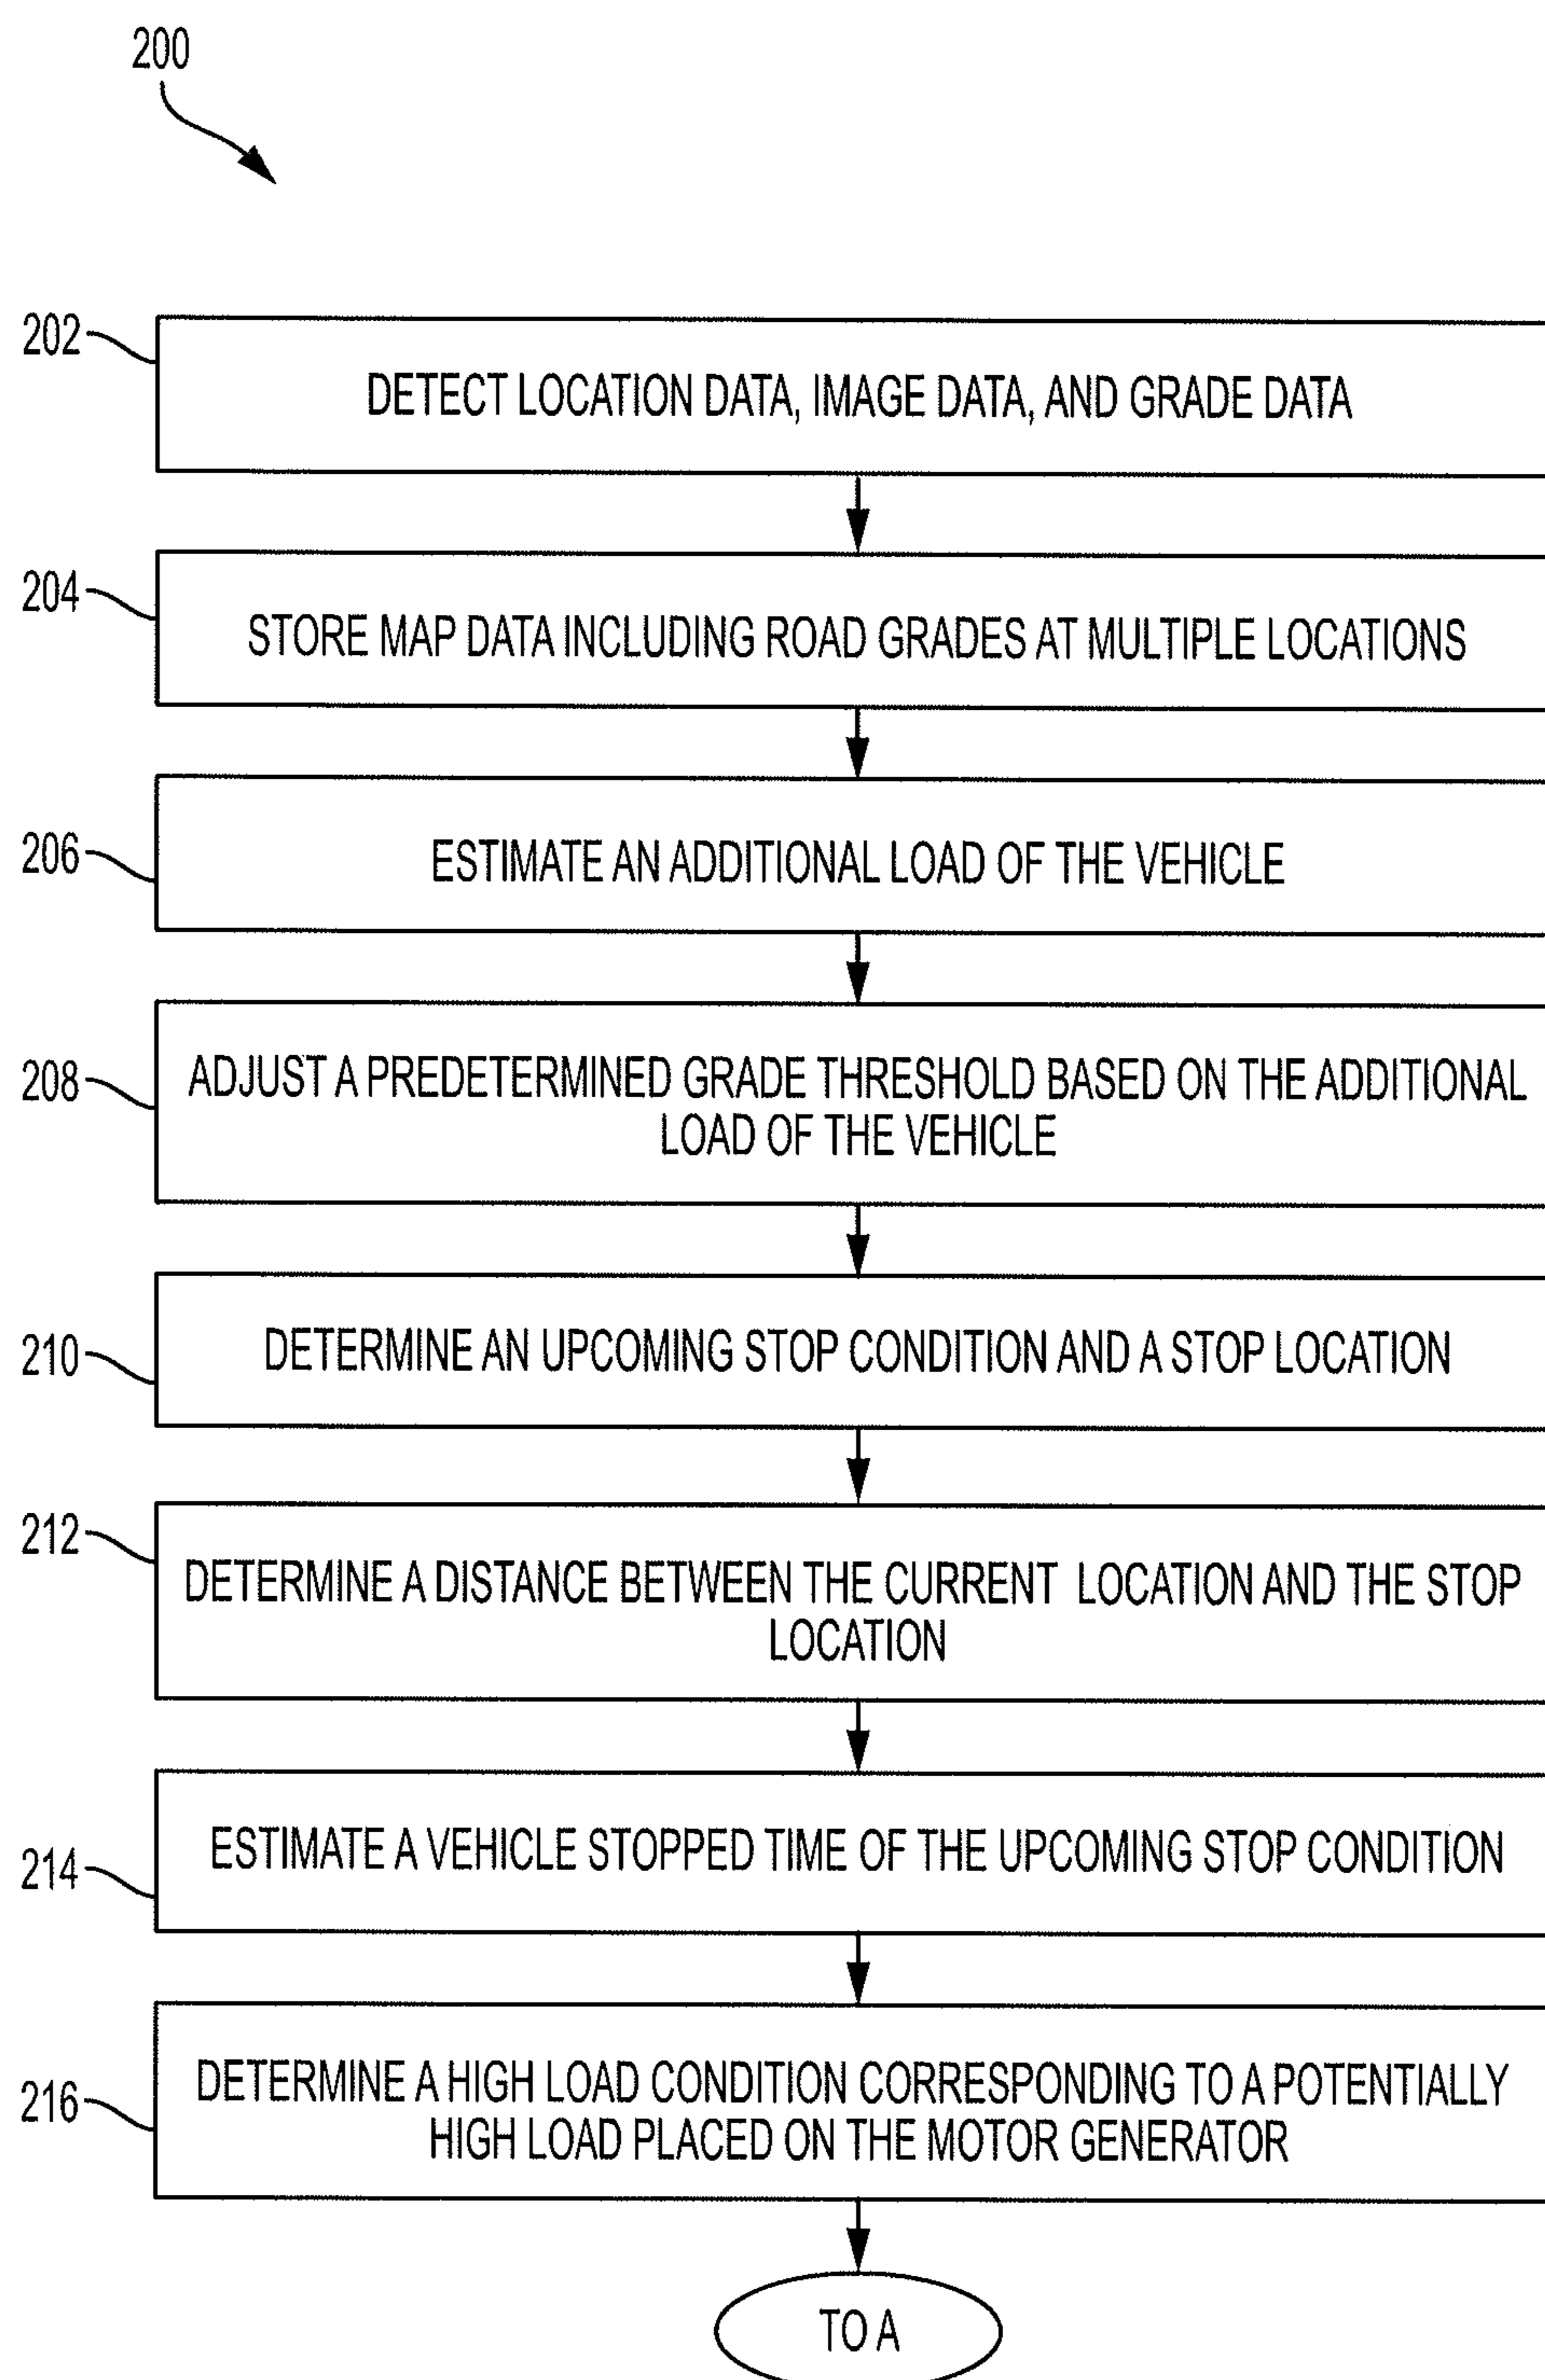 200
202
DETECT LOCATION DATA, IMAGE DATA, AND GRADE DATA
204
STORE MAP DATA INCLUDING ROAD GRADES AT MULTIPLE LOCATIONS
206
ESTIMATE AN ADDITIONAL LOAD OF THE VEHICLE
208
ADJUST A PREDETERMINED GRADE THRESHOLD BASED ON THE ADDITIONAL
LOAD OF THE VEHICLE
210
DETERMINE AN UPCOMING STOP CONDITION AND A STOP LOCATION
212
DETERMINE A DISTANCE BETWEEN THE CURRENT LOCATION AND THE STOP
LOCATION
214
ESTIMATE A VEHICLE STOPPED TIME OF THE UPCOMING STOP CONDITION
216
DETERMINE A HIGH LOAD CONDITION CORRESPONDING TO A POTENTIALLY
HIGH LOAD PLACED ON THE MOTOR GENERATOR
TO A